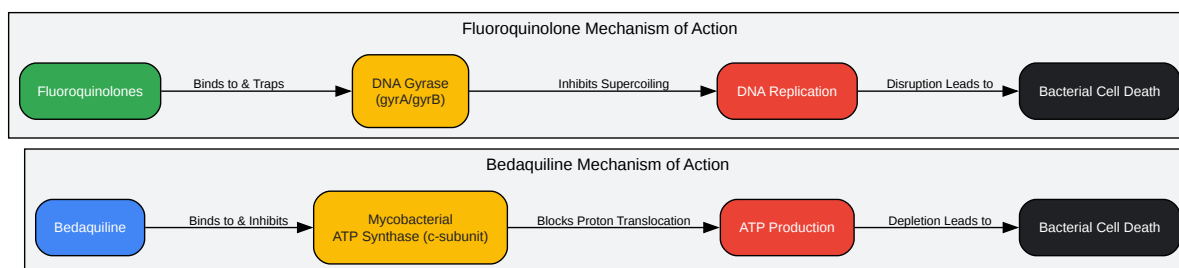 Fluoroquinolone Mechanism of Action
Fluoroquinolones
Binds to & Traps
DNA Gyrase
(gyrA/gyrB)
Inhibits Supercoiling
DNA Replication
Disruption Leads to
Bacterial Cell Death
Bedaquiline Mechanism of Action
Bedaquiline
Binds to & Inhibits
Mycobacterial
ATP Synthase (c-subunit)
Blocks Proton Translocation
ATP Production
Depletion Leads to
Bacterial Cell Death